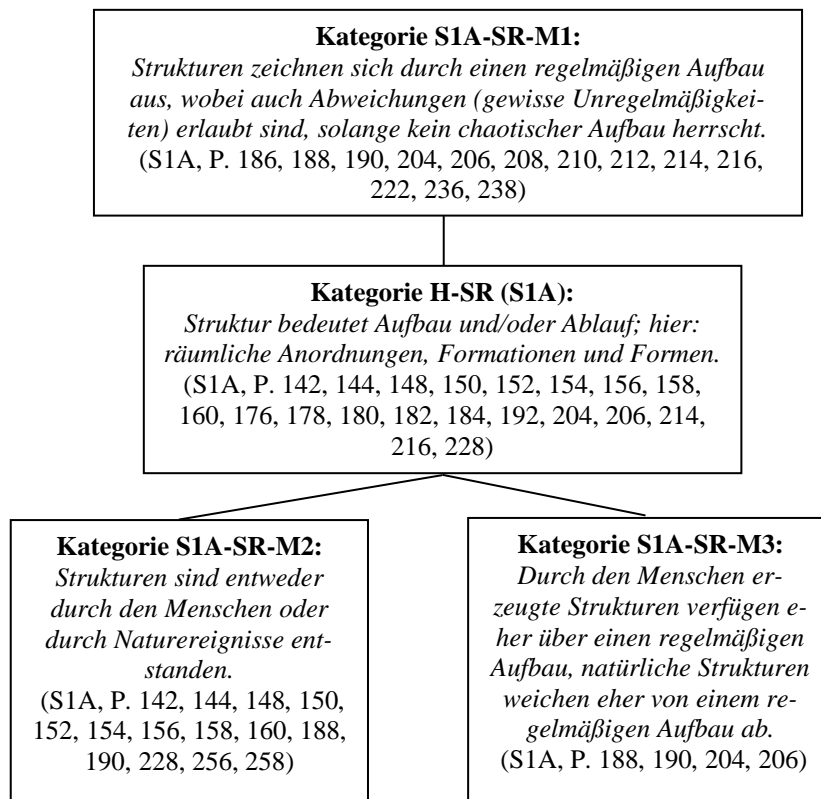 Kategorie S1A-SR-M1:
Strukturen zeichnen sich durch einen regelmäßigen Aufbau
aus, wobei auch Abweichungen (gewisse Unregelmäßigkei-
ten) erlaubt sind, solange kein chaotischer Aufbau herrscht.
(S1A, P. 186, 188, 190, 204, 206, 208, 210, 212, 214, 216,
222, 236, 238)
Kategorie H-SR (S1A):
Struktur bedeutet Aufbau und/oder Ablauf; hier:
räumliche Anordnungen, Formationen und Formen.
(S1A, P. 142, 144, 148, 150, 152, 154, 156, 158,
160, 176, 178, 180, 182, 184, 192, 204, 206, 214,
216, 228)
Kategorie S1A-SR-M2:
Strukturen sind entweder
durch den Menschen oder
durch Naturereignisse ent-
standen.
(S1A, P. 142, 144, 148, 150,
152, 154, 156, 158, 160, 188,
190, 228, 256, 258)
Kategorie S1A-SR-M3:
Durch den Menschen er-
zeugte Strukturen verfügen e-
her über einen regelmäßigen
Aufbau, natürliche Strukturen
weichen eher von einem re-
gelmäßigen Aufbau ab.
(S1A, P. 188, 190, 204, 206)